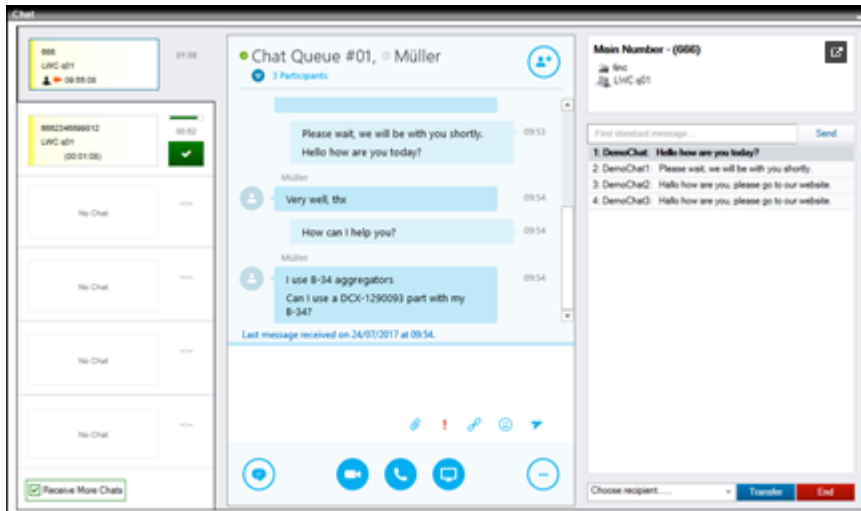 Chat
666
01:38
LWC-q01
09:55:08
6662346699012
00:52
LWC-q01
(00:01:08)
No Chat
--:--
No Chat
--:--
No Chat
--:--
No Chat
--:--
Receive More Chats
Chat Queue #01, Müller
3 Participants
Please wait, we will be with you shortly.
09:53
Hello how are you today?
Müller
Very well, thx
09:54
How can I help you?
09:54
Müller
I use B-34 aggregators
09:54
Can I use a DCX-1290093 part with my
B-34?
Last message received on 24/07/2017 at 09:54.
Main Number - (666)
LWC-q01
Find standard message...
Send
1: DemoChat: Hello how are you today?
2: DemoChat1: Please wait, we will be with you shortly.
3: DemoChat2: Hallo how are you, please go to our website.
4: DemoChat3: Hallo how are you, please go to our website.
Choose recipient......
Transfer
End